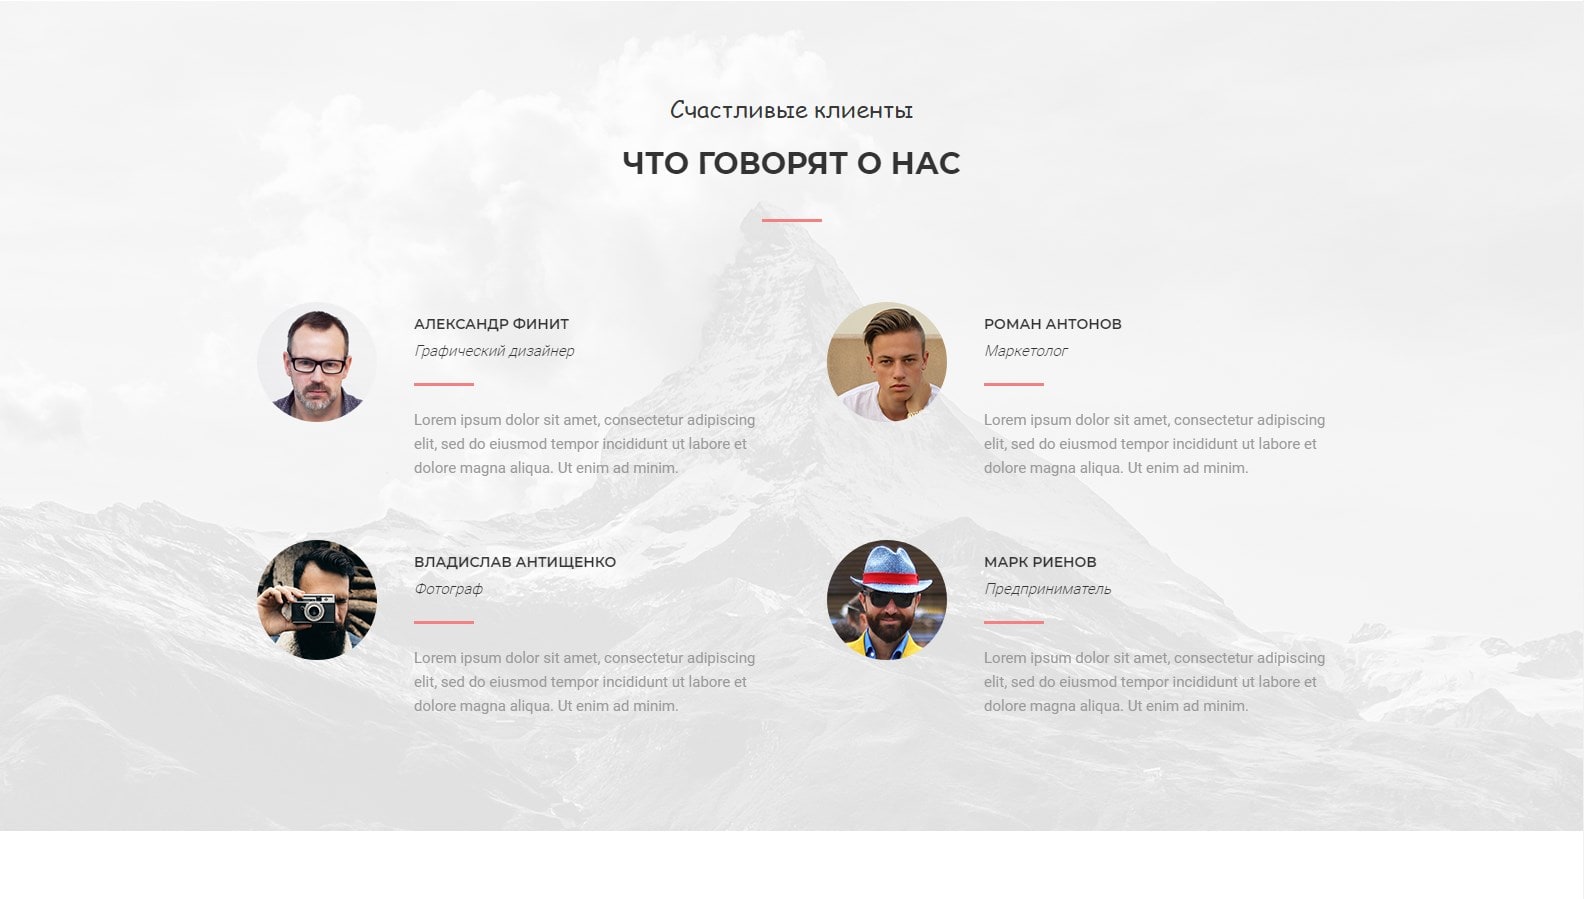 Счастливые клиенты
ЧТО ГОВОРЯТ О НАС
АЛЕКСАНДР ФИНИТ
Графический дизайнер
Lorem ipsum dolor sit amet, consectetur adipiscing
elit, sed do eiusmod tempor incididunt ut labore et
dolore magna aliqua. Ut enim ad minim.
РОМАН АНТОНОВ
Маркетолог
Lorem ipsum dolor sit amet, consectetur adipiscing
elit, sed do eiusmod tempor incididunt ut labore et
dolore magna aliqua. Ut enim ad minim.
ВЛАДИСЛАВ АНТИЩЕНКО
Фотограф
Lorem ipsum dolor sit amet, consectetur adipiscing
elit, sed do eiusmod tempor incididunt ut labore et
dolore magna aliqua. Ut enim ad minim.
МАРК РИЕНОВ
Предприниматель
Lorem ipsum dolor sit amet, consectetur adipiscing
elit, sed do eiusmod tempor incididunt ut labore et
dolore magna aliqua. Ut enim ad minim.